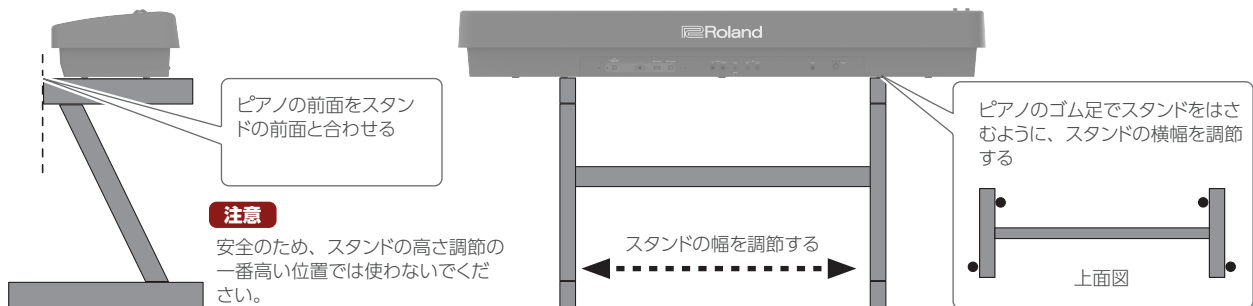 Roland
ピアノの前面をスタン
ドの前面と合わせる
注意
安全のため、スタンドの高さ調節の
一番高い位置では使わないでくだ
さい。
スタンドの幅を調節する
ピアノのゴム足でスタンドをはさ
むように、スタンドの横幅を調節
する
上面図